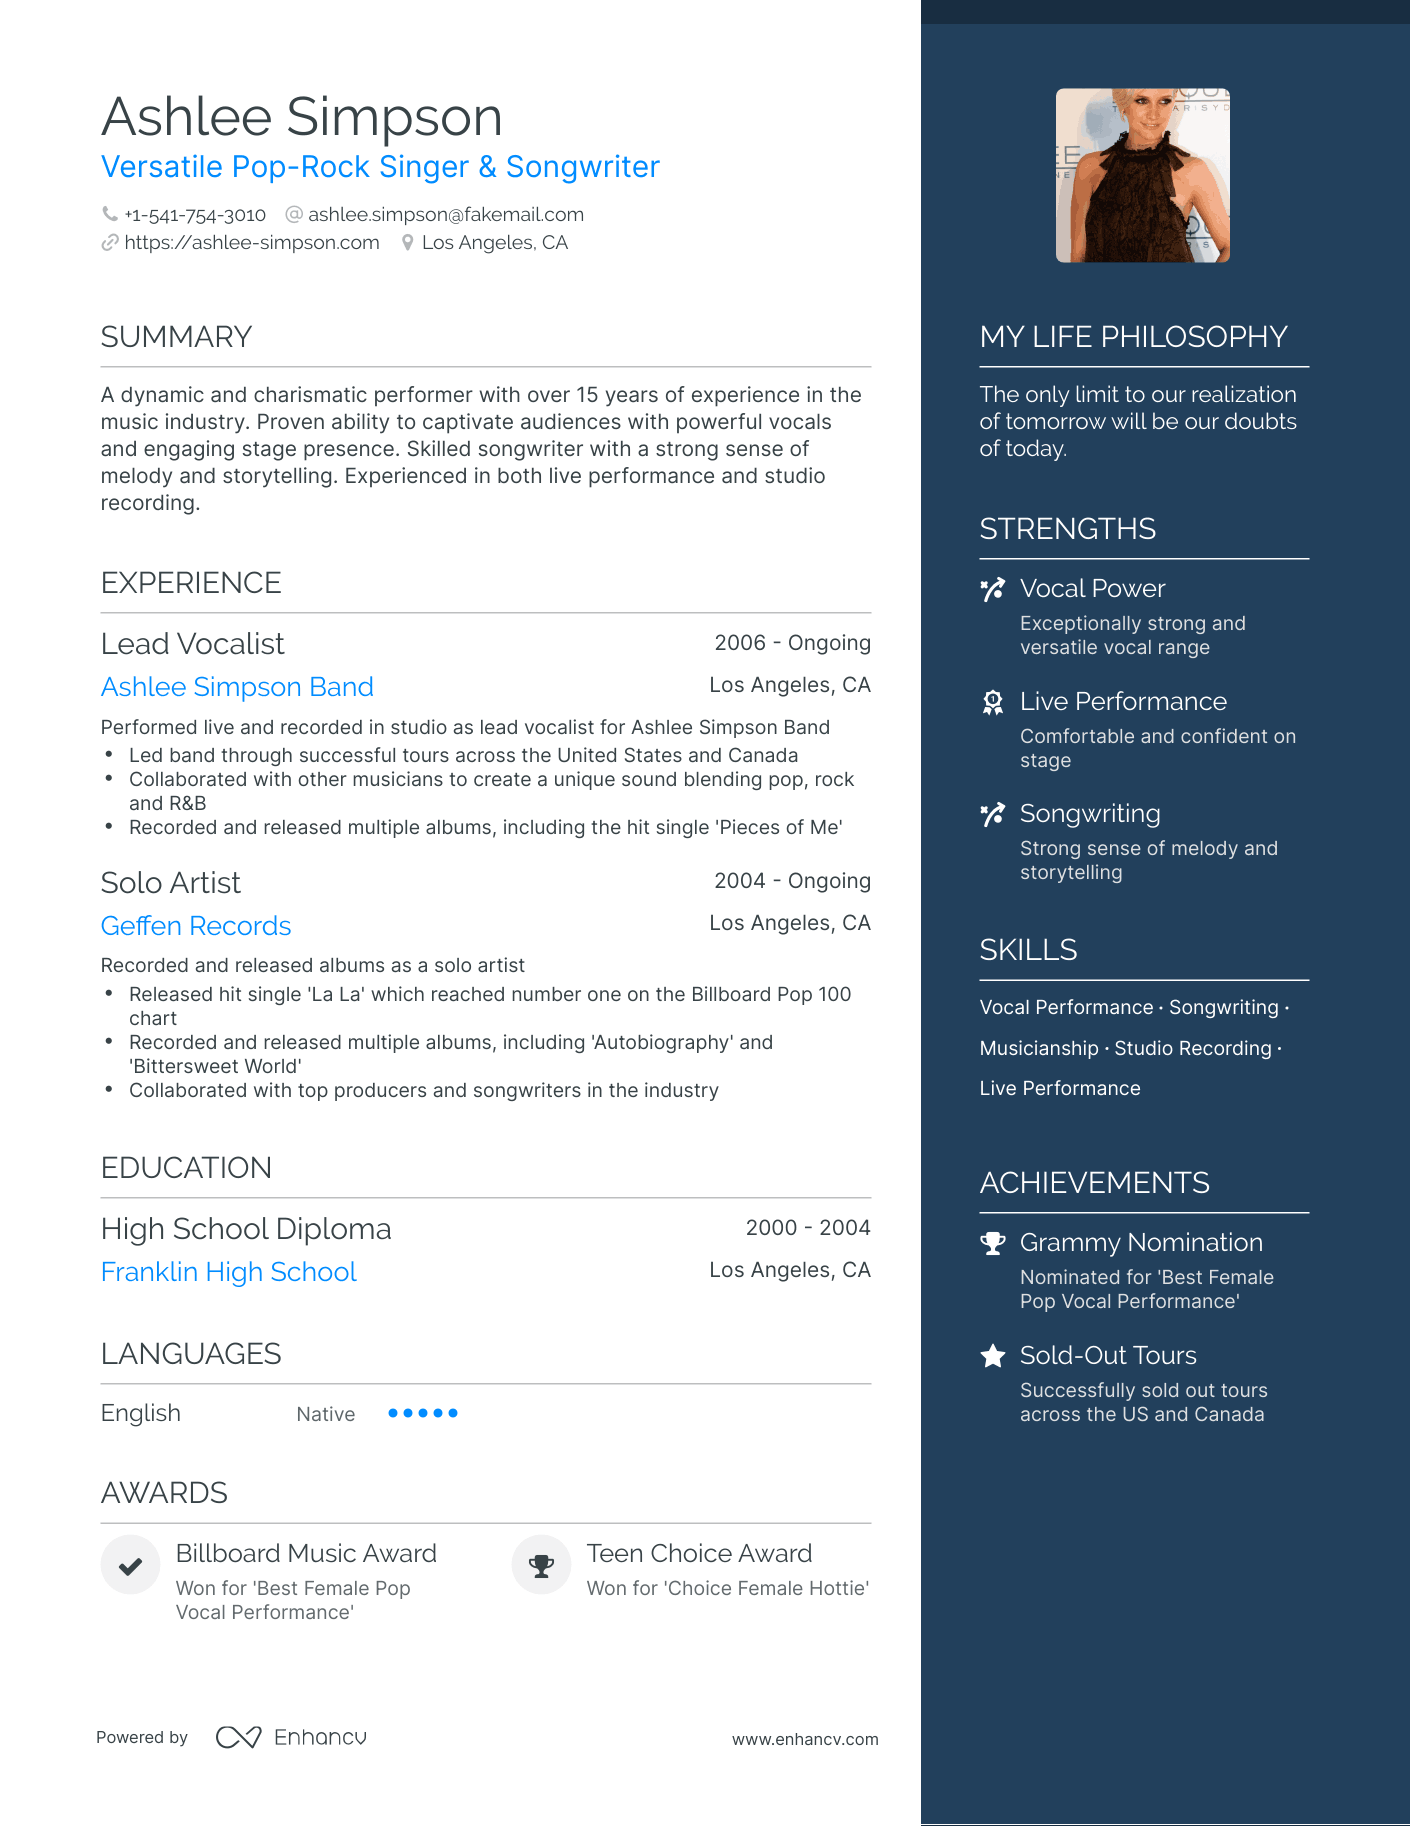 Ashlee Simpson
Versatile Pop-Rock Singer & Songwriter
+1-541-754-3010 @ ashlee.simpson@fakemail.com
https://ashlee-simpson.com Los Angeles, CA
SUMMARY
A dynamic and charismatic performer with over 15 years of experience in the
music industry. Proven ability to captivate audiences with powerful vocals
and engaging stage presence. Skilled songwriter with a strong sense of
melody and storytelling. Experienced in both live performance and studio
recording.
EXPERIENCE
Lead Vocalist 2006 - Ongoing
Ashlee Simpson Band Los Angeles, CA
Performed live and recorded in studio as lead vocalist for Ashlee Simpson Band
• Led band through successful tours across the United States and Canada
• Collaborated with other musicians to create a unique sound blending pop, rock
and R&B
• Recorded and released multiple albums, including the hit single 'Pieces of Me'
Solo Artist 2004 - Ongoing
Geffen Records Los Angeles, CA
Recorded and released albums as a solo artist
• Released hit single 'La La' which reached number one on the Billboard Pop 100
chart
• Recorded and released multiple albums, including 'Autobiography' and
'Bittersweet World'
• Collaborated with top producers and songwriters in the industry
EDUCATION
High School Diploma 2000 - 2004
Franklin High School Los Angeles, CA
LANGUAGES
English Native
AWARDS
Billboard Music Award
Won for 'Best Female Pop
Vocal Performance'
Teen Choice Award
Won for 'Choice Female Hottie'
Powered by Enhancv www.enhancv.com
MY LIFE PHILOSOPHY
The only limit to our realization
of tomorrow will be our doubts
of today.
STRENGTHS
Vocal Power
Exceptionally strong and
versatile vocal range
Live Performance
Comfortable and confident on
stage
Songwriting
Strong sense of melody and
storytelling
SKILLS
Vocal Performance · Songwriting ·
Musicianship · Studio Recording ·
Live Performance
ACHIEVEMENTS
Grammy Nomination
Nominated for 'Best Female
Pop Vocal Performance'
Sold-Out Tours
Successfully sold out tours
across the US and Canada